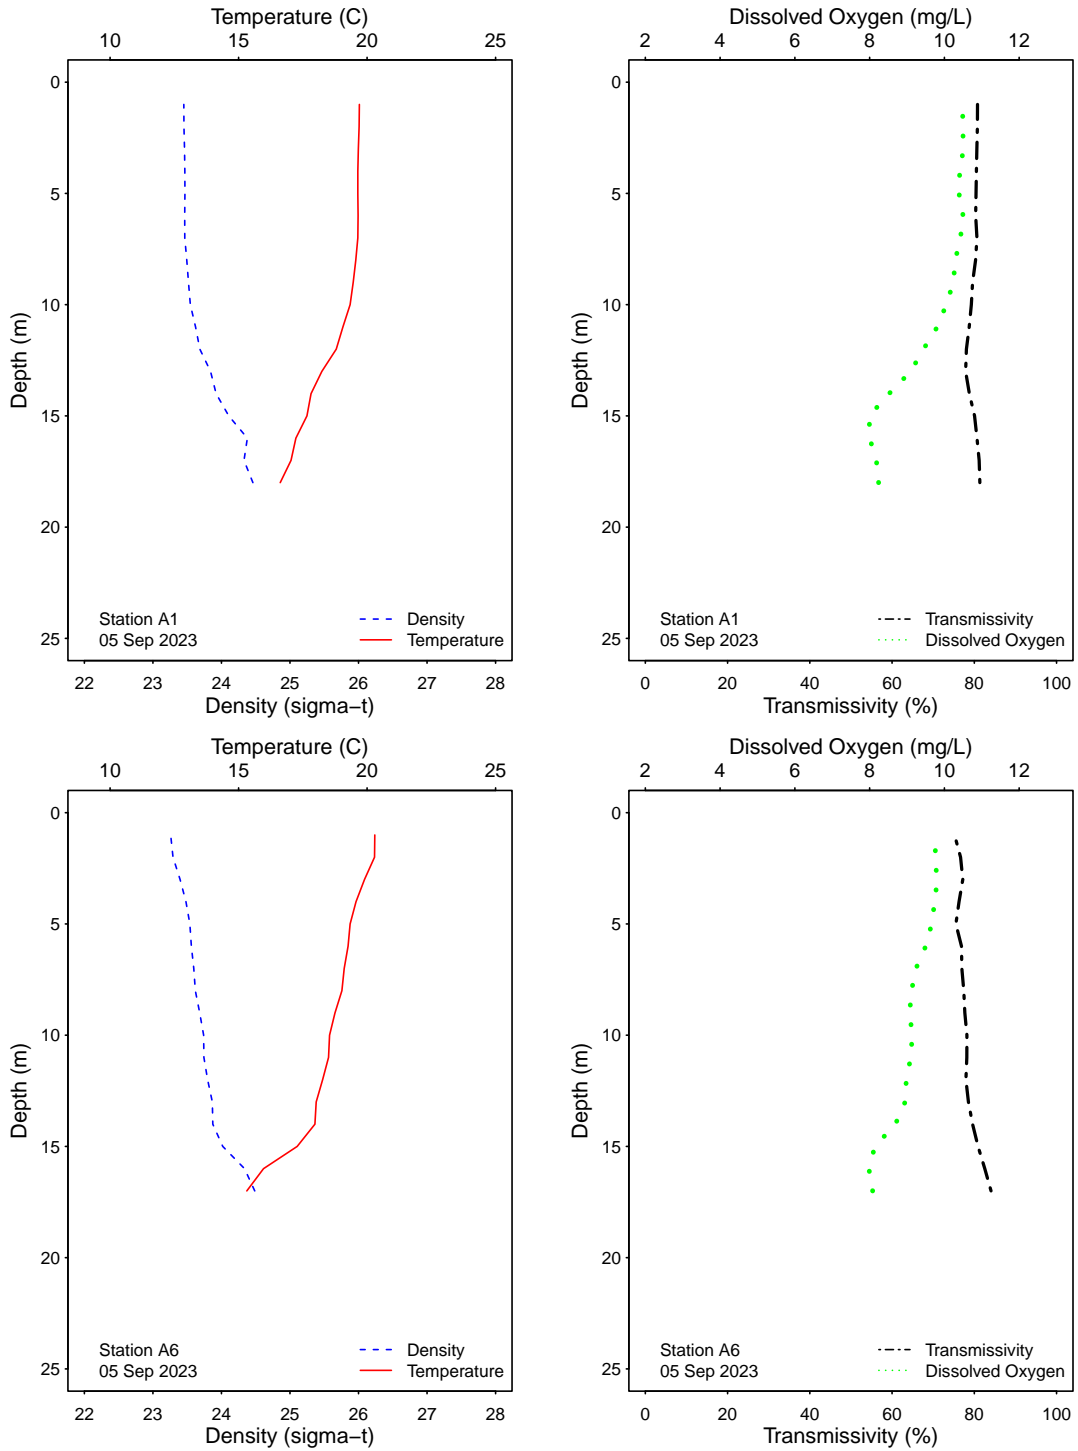 Temperature (C)
10 15 20 25
Depth (m)
0
5
10
15
20
25
Station A1
05 Sep 2023
Density
Temperature
22 23 24 25 26 27 28
Density (sigma−t)
Dissolved Oxygen (mg/L)
2 4 6 8 10 12
Depth (m)
0
5
10
15
20
25
Station A1
05 Sep 2023
Transmissivity
Dissolved Oxygen
0 20 40 60 80 100
Transmissivity (%)
Temperature (C)
10 15 20 25
Depth (m)
0
5
10
15
20
25
Station A6
05 Sep 2023
Density
Temperature
22 23 24 25 26 27 28
Density (sigma−t)
Dissolved Oxygen (mg/L)
2 4 6 8 10 12
Depth (m)
0
5
10
15
20
25
Station A6
05 Sep 2023
Transmissivity
Dissolved Oxygen
0 20 40 60 80 100
Transmissivity (%)